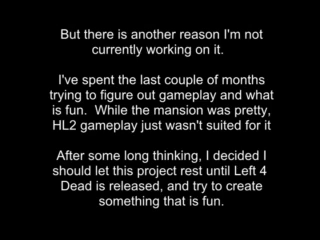 But there is another reason I'm not
currently working on it.
I've spent the last couple of months
trying to figure out gameplay and what
is fun. While the mansion was pretty,
HL2 gameplay just wasn't suited for it
After some long thinking, I decided I
should let this project rest until Left 4
Dead is released, and try to create
something that is fun.